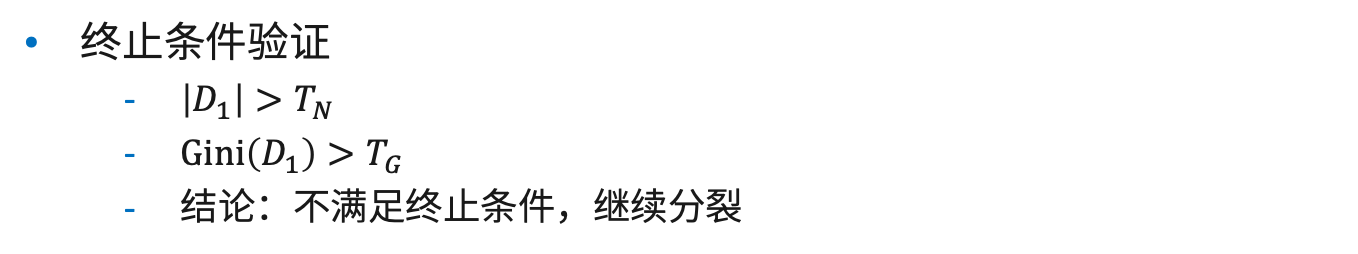 • 终止条件验证
- |D₁| > T_N
- Gini(D₁) > T_G
- 结论：不满足终止条件，继续分裂